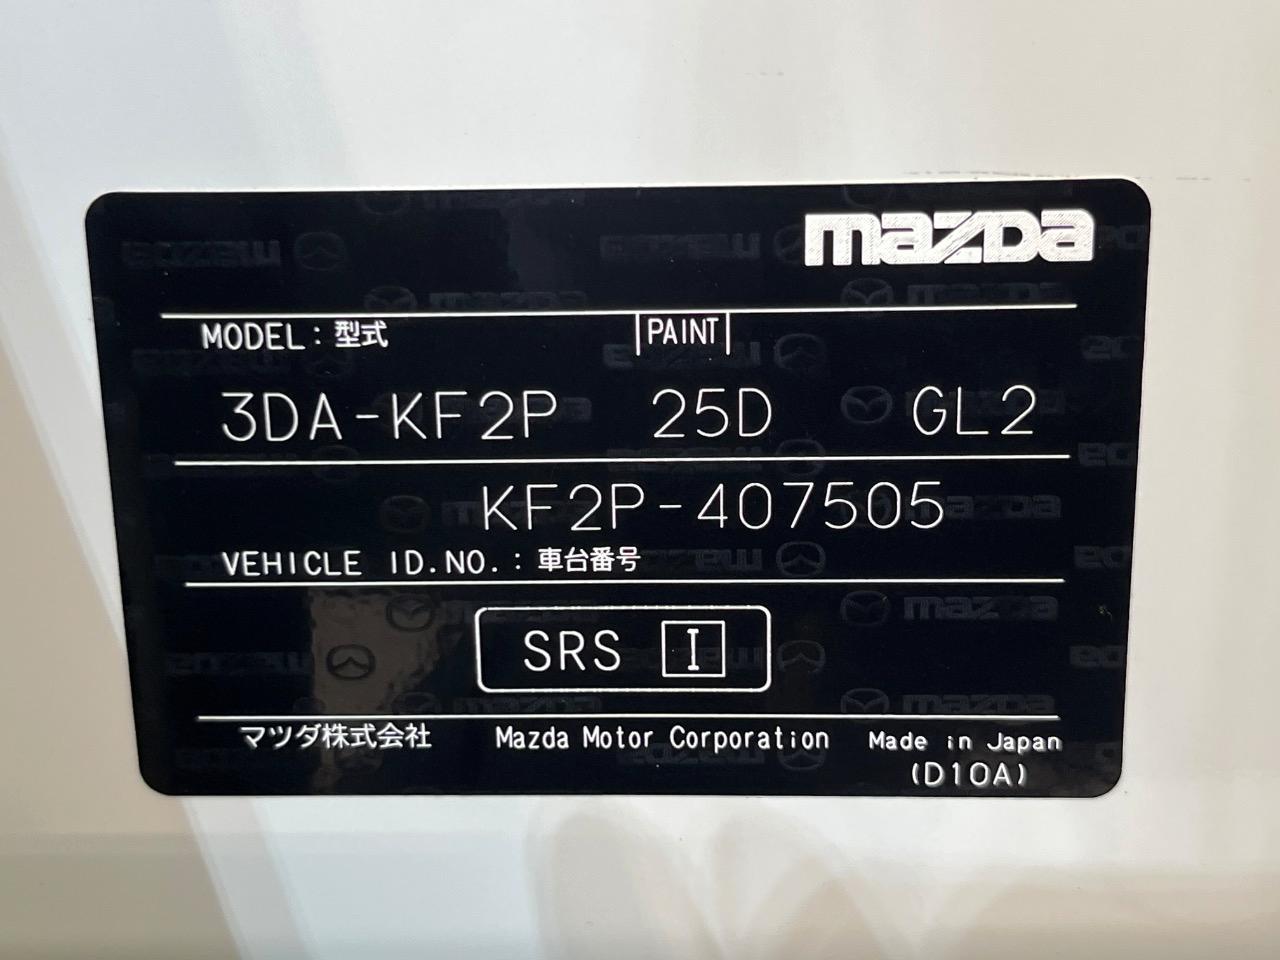 mazda
MODEL : 型式 PAINT
3DA-KF2P 25D GL2
KF2P-407505
VEHICLE ID.NO. : 車台番号
SRS I
マツダ株式会社 Mazda Motor Corporation Made in Japan
(D10A)